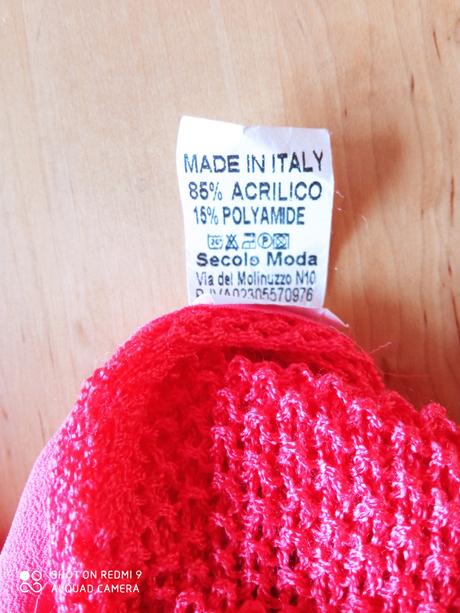 MADE IN ITALY
85% ACRILICO
15% POLYAMIDE
Secolo Moda
Via del Molinuzzo N10
P.IVA02305570976
SHOT ON REDMI 9
AI QUAD CAMERA